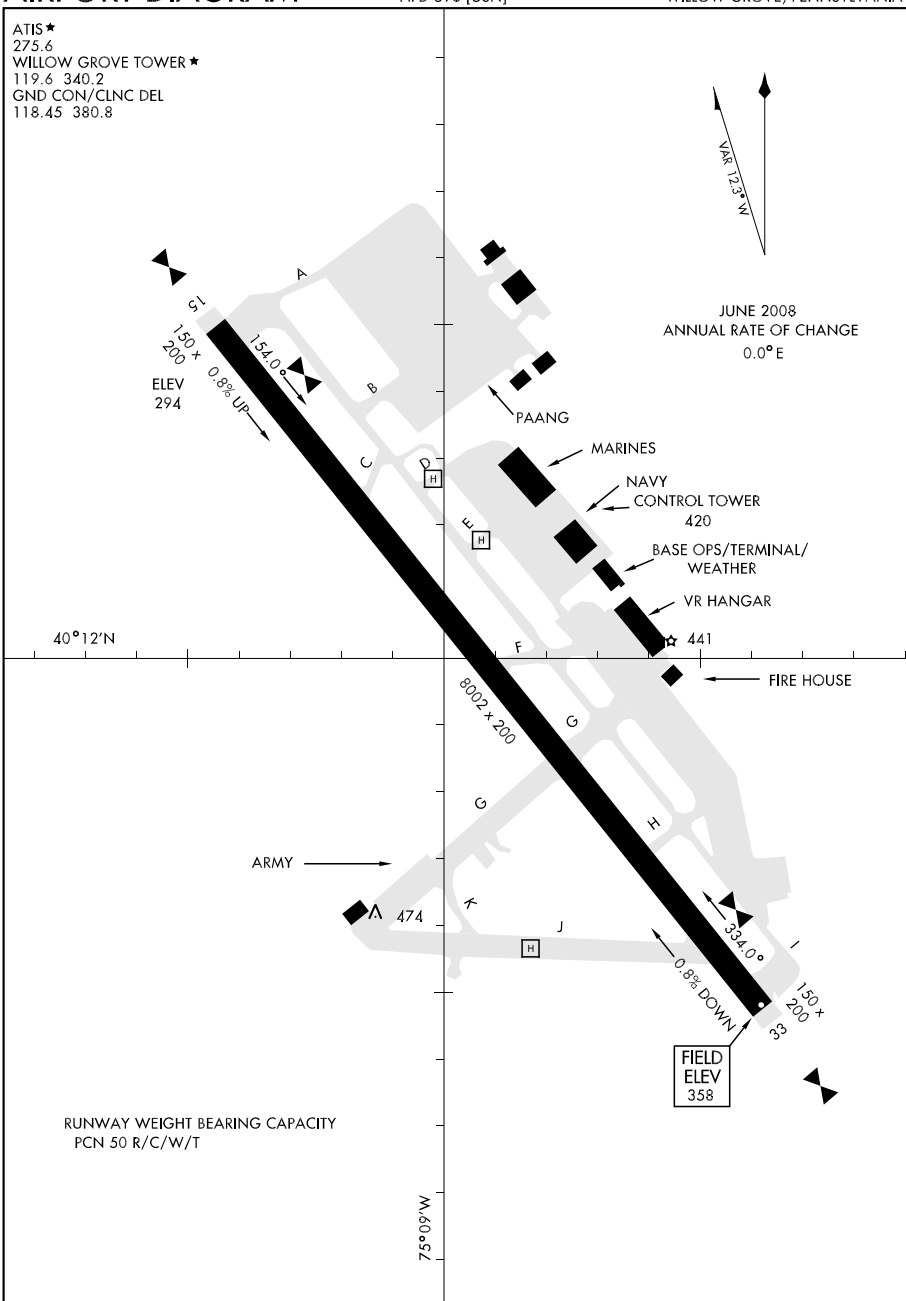 ATIS★
275.6
WILLOW GROVE TOWER★
119.6 340.2
GND CON/CLNC DEL
118.45 380.8
VAR 12.3° W
JUNE 2008
ANNUAL RATE OF CHANGE
0.0° E
A
15
150 x
200
154.0°
0.8% UP
ELEV
294
B
PAANG
C
D
H
MARINES
NAVY
CONTROL TOWER
420
E
H
BASE OPS/TERMINAL/
WEATHER
VR HANGAR
40°12'N
F
441
FIRE HOUSE
8002 x 200
G
G
H
ARMY
474
K
J
H
334.0°
0.8% DOWN
I
150 x
200
33
FIELD
ELEV
358
RUNWAY WEIGHT BEARING CAPACITY
PCN 50 R/C/W/T
75°09'W